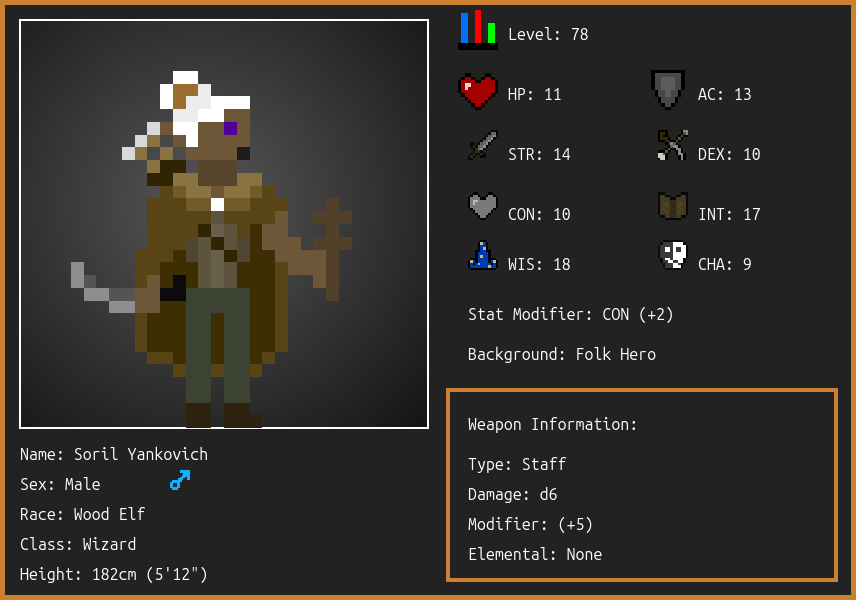 Level: 78
HP: 11
AC: 13
STR: 14
DEX: 10
CON: 10
INT: 17
WIS: 18
CHA: 9
Stat Modifier: CON (+2)
Background: Folk Hero
Weapon Information:
Type: Staff
Damage: d6
Modifier: (+5)
Elemental: None
Name: Soril Yankovich
Sex: Male
Race: Wood Elf
Class: Wizard
Height: 182cm (5'12")